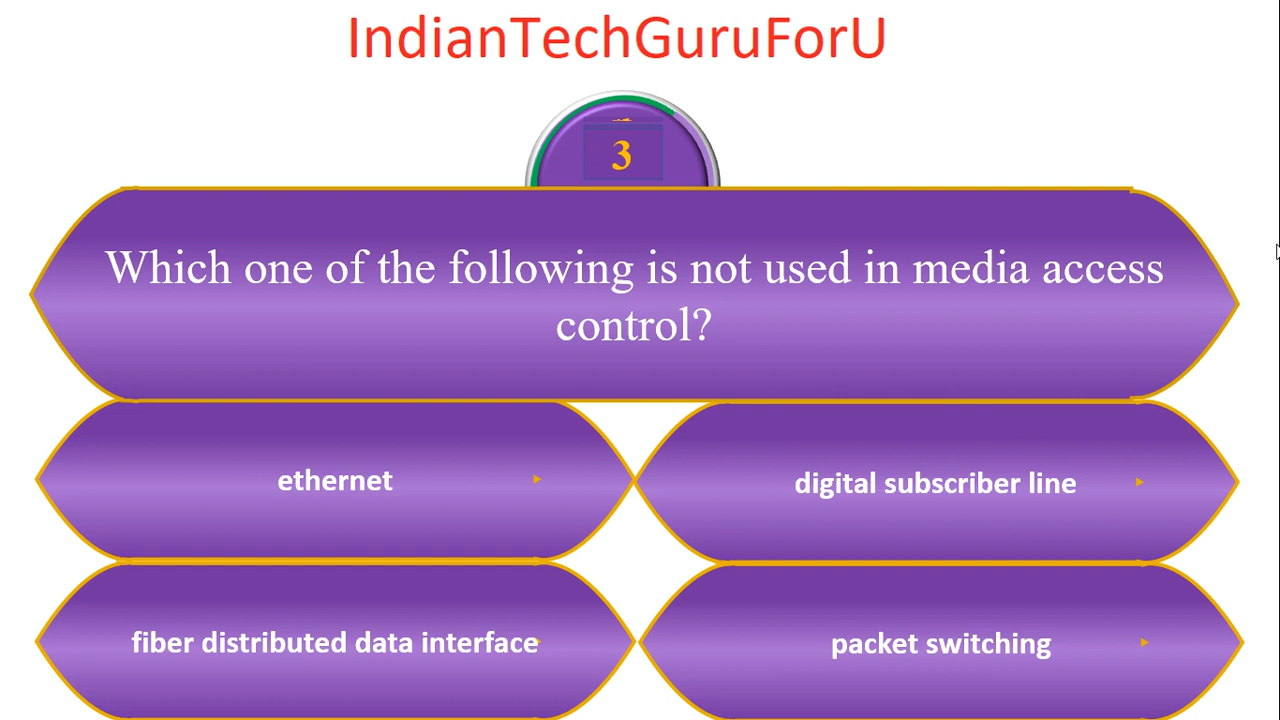 IndianTechGuruForU
3
Which one of the following is not used in media access
control?
ethernet
digital subscriber line
fiber distributed data interface
packet switching